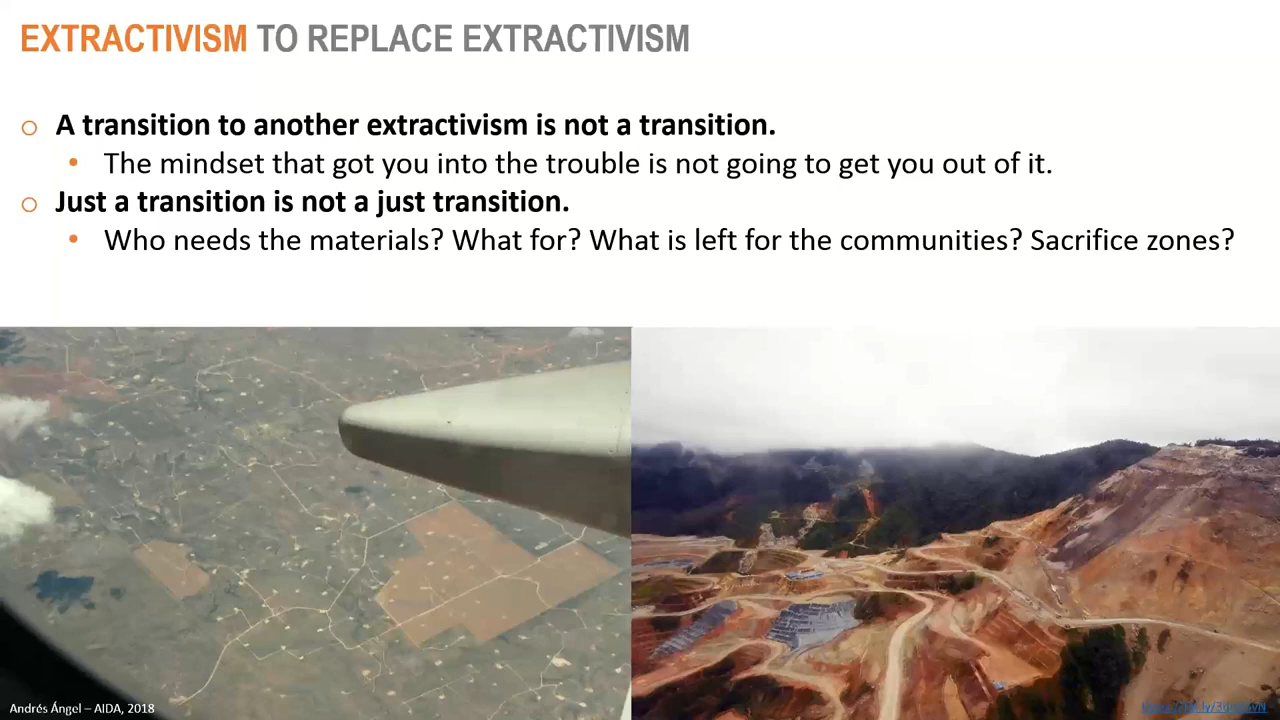 EXTRACTIVISM TO REPLACE EXTRACTIVISM
A transition to another extractivism is not a transition.
The mindset that got you into the trouble is not going to get you out of it.
Just a transition is not a just transition.
Who needs the materials? What for? What is left for the communities? Sacrifice zones?
Andrés Ángel – AIDA, 2018